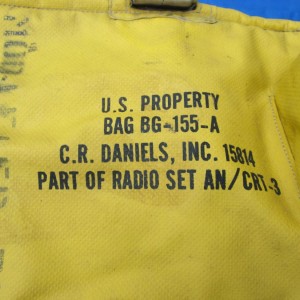 U.S. PROPERTY
BAG BG-155-A
C.R. DANIELS, INC. 15814
PART OF RADIO SET AN/CRT-3